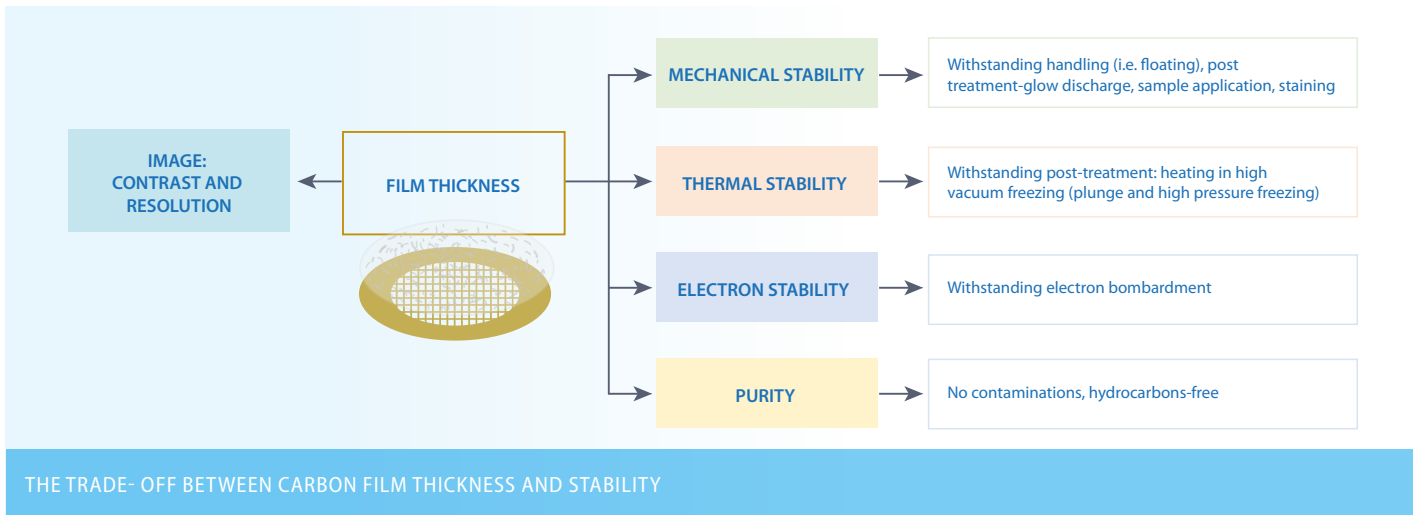 IMAGE:
CONTRAST AND
RESOLUTION
FILM THICKNESS
MECHANICAL STABILITY
Withstanding handling (i.e. floating), post
treatment-glow discharge, sample application, staining
THERMAL STABILITY
Withstanding post-treatment: heating in high
vacuum freezing (plunge and high pressure freezing)
ELECTRON STABILITY
Withstanding electron bombardment
PURITY
No contaminations, hydrocarbons-free
THE TRADE- OFF BETWEEN CARBON FILM THICKNESS AND STABILITY